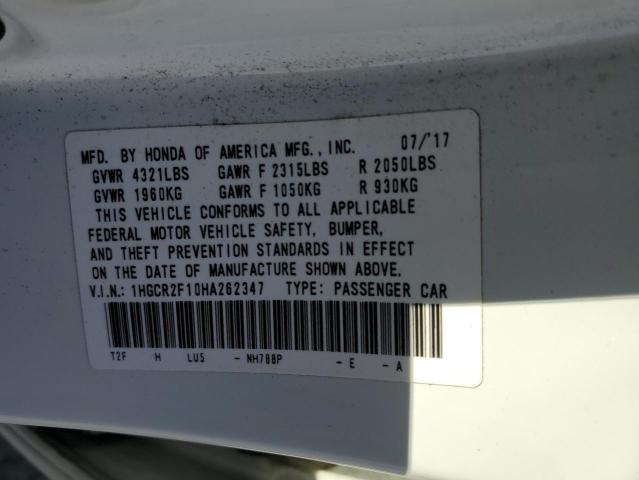 MFD. BY HONDA OF AMERICA MFG., INC. 07/'17
GVWR 4321LBS GAWR F 2315LBS R 2050LBS
GVWR 1960KG GAWR F 1050KG R 930KG
THIS VEHICLE CONFORMS TO ALL APPLICABLE
FEDERAL MOTOR VEHICLE SAFETY, BUMPER,
AND THEFT PREVENTION STANDARDS IN EFFECT
ON THE DATE OF MANUFACTURE SHOWN ABOVE.
V.I.N.: 1HGCR2F10HA262347 TYPE: PASSENGER CAR
T2F H LU5 - NH788P - E - A